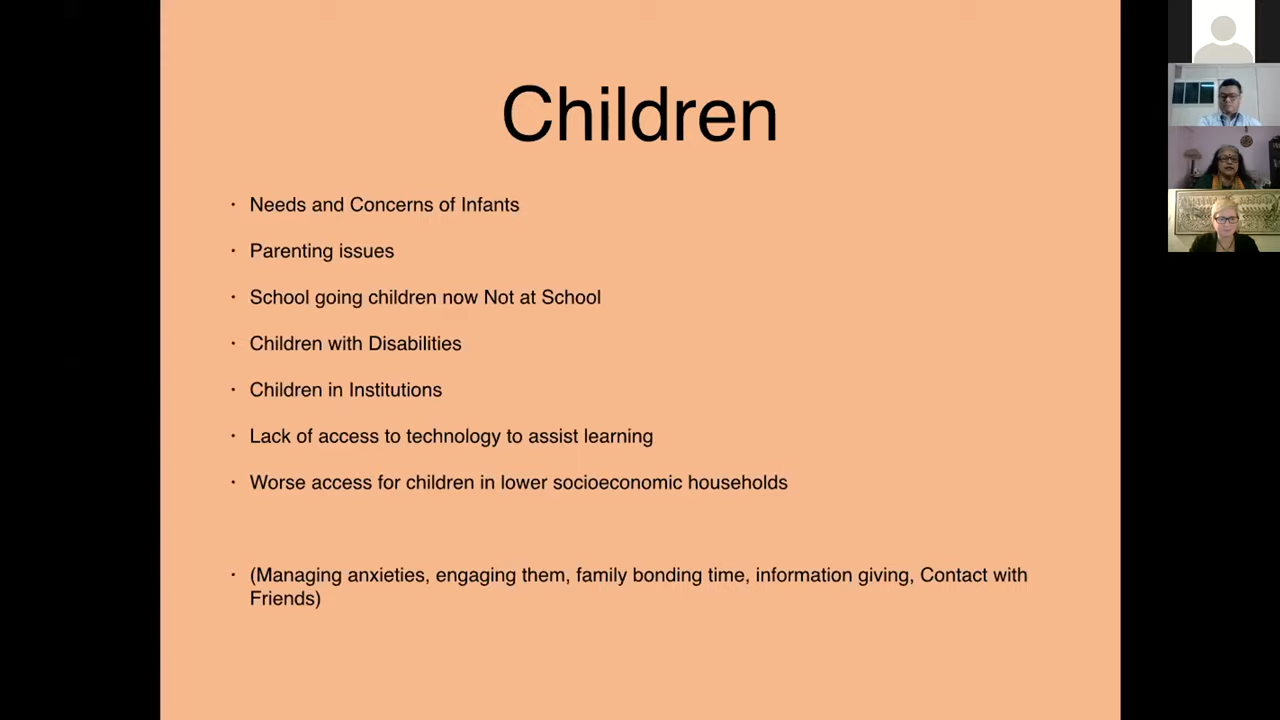 Children
· Needs and Concerns of Infants
· Parenting issues
· School going children now Not at School
· Children with Disabilities
· Children in Institutions
· Lack of access to technology to assist learning
· Worse access for children in lower socioeconomic households
· (Managing anxieties, engaging them, family bonding time, information giving, Contact with
Friends)